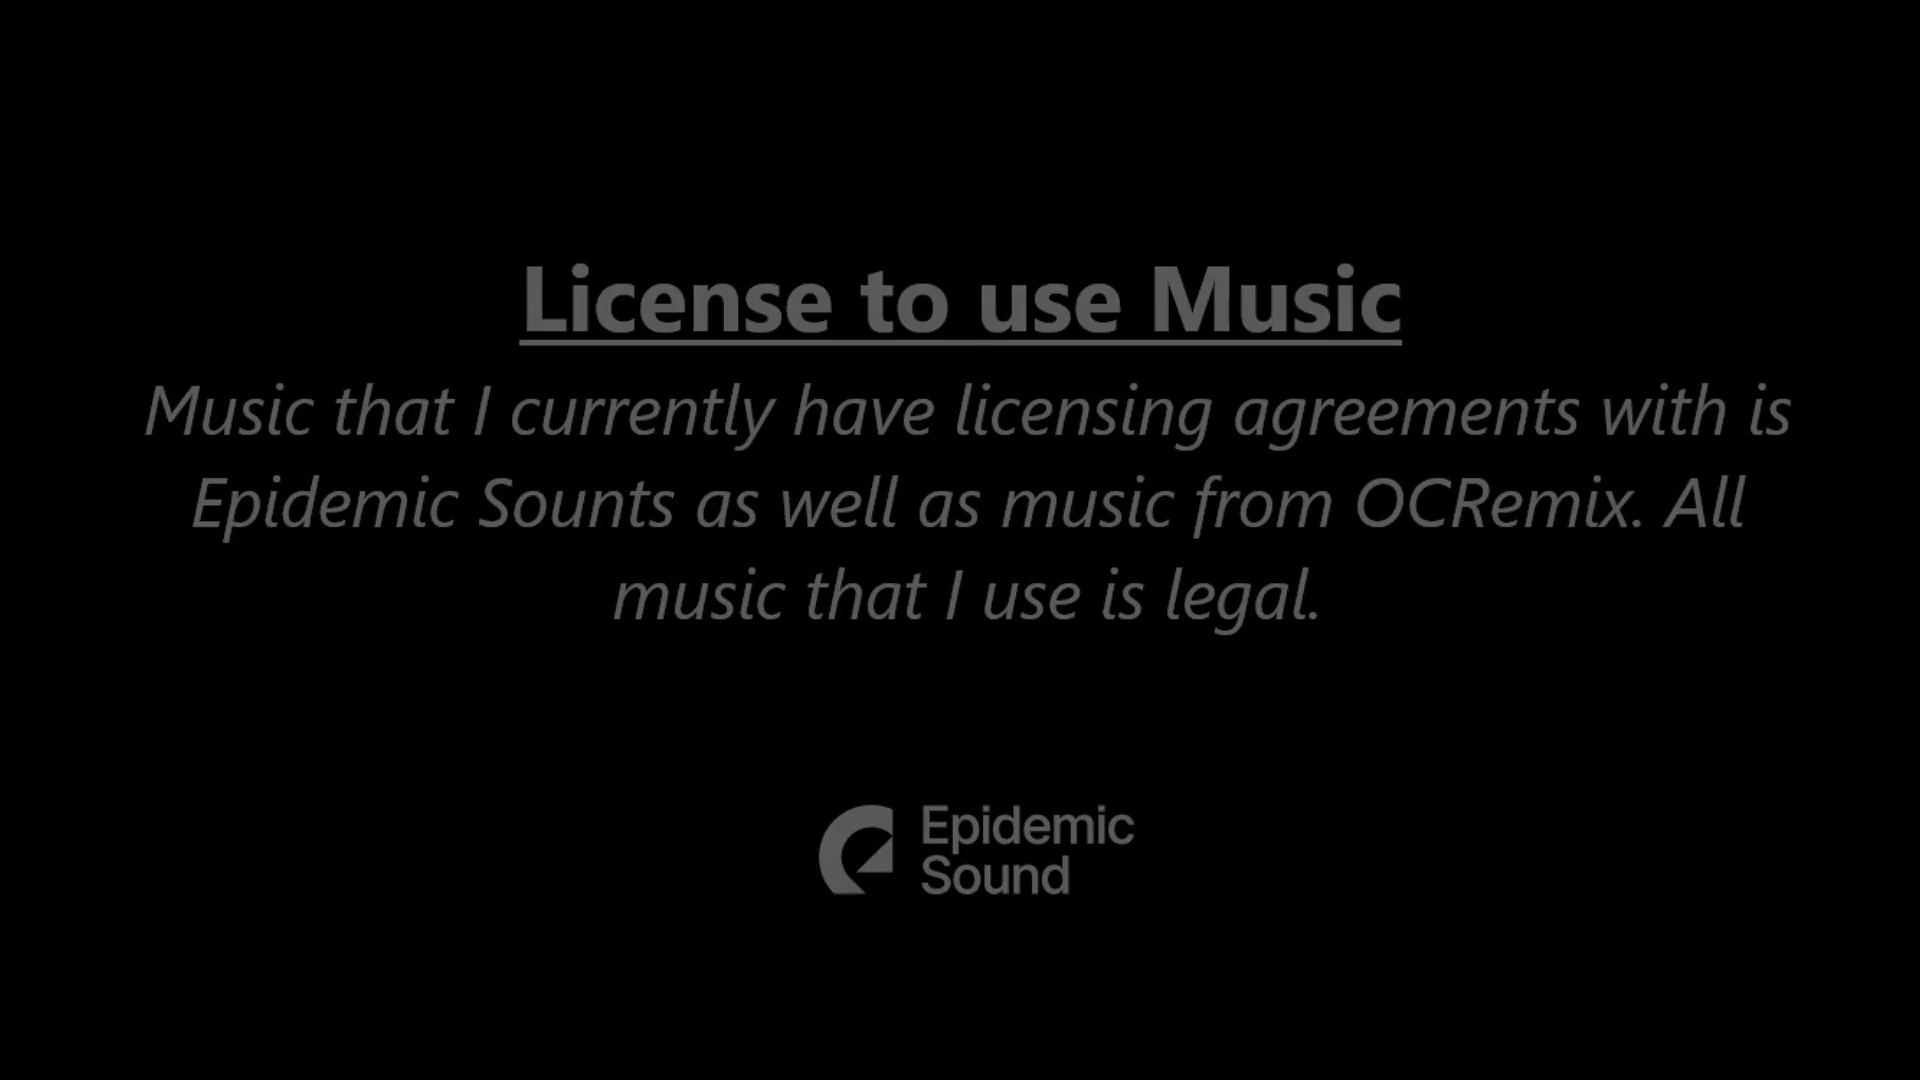 License to use Music
Music that I currently have licensing agreements with is
Epidemic Sounts as well as music from OCRemix. All
music that I use is legal.
Epidemic
Sound